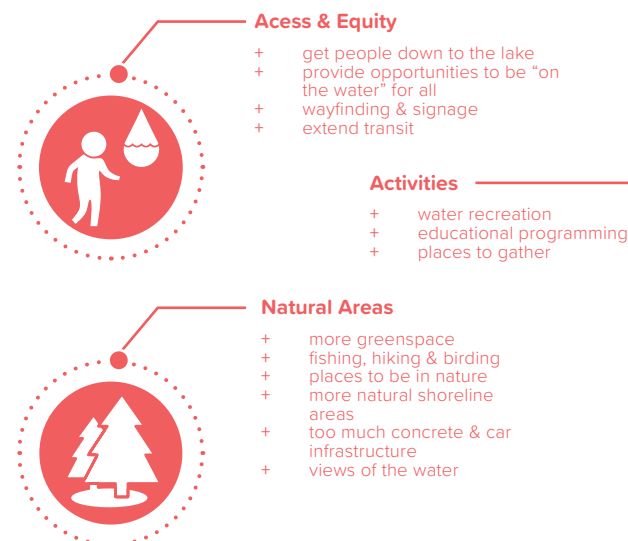 Acess & Equity
+ get people down to the lake
+ provide opportunities to be “on
the water” for all
+ wayfinding & signage
+ extend transit
Activities
+ water recreation
+ educational programming
+ places to gather
Natural Areas
+ more greenspace
+ fishing, hiking & birding
+ places to be in nature
+ more natural shoreline
areas
+ too much concrete & car
infrastructure
+ views of the water